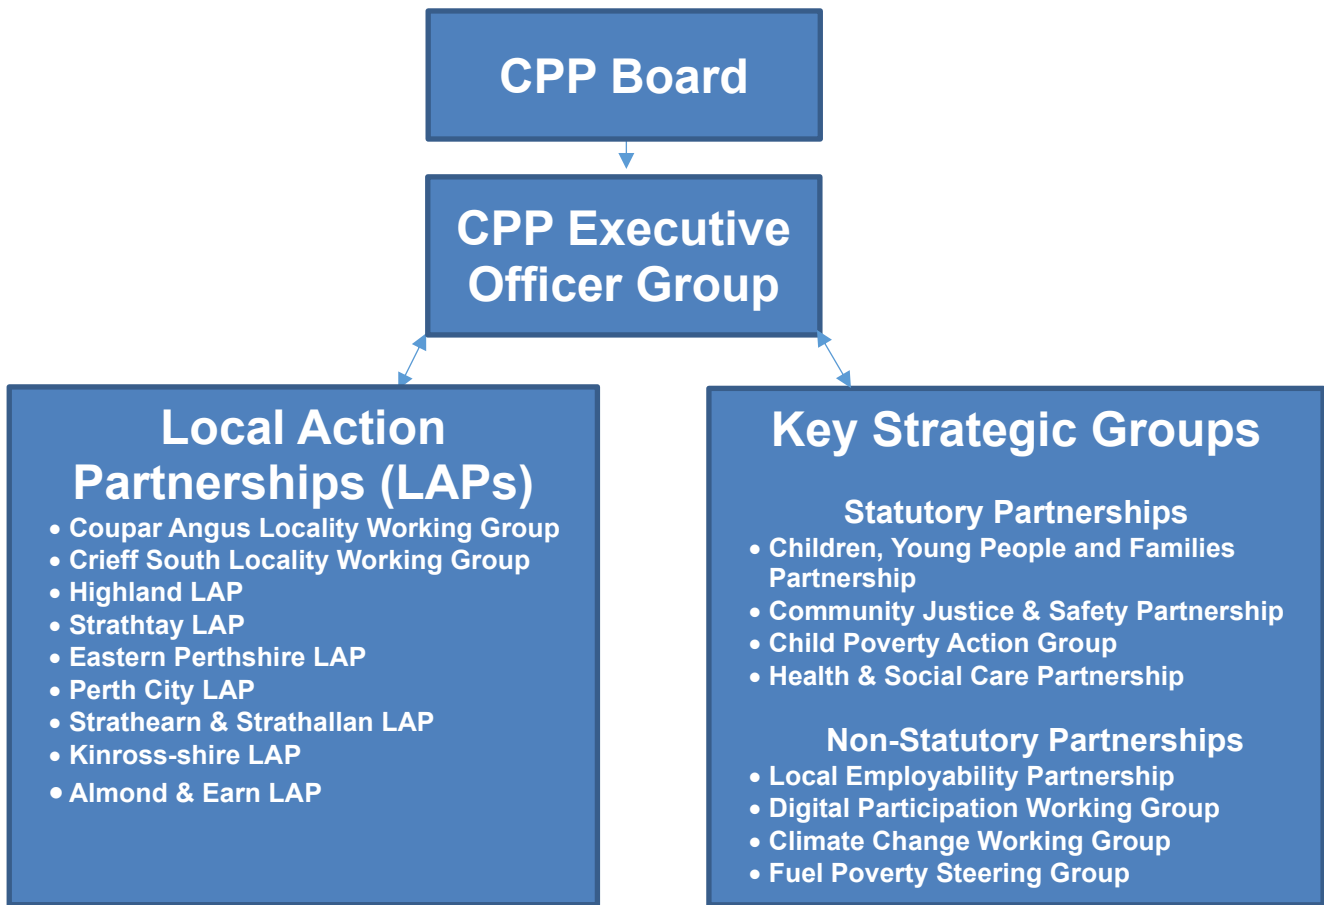 CPP Board
CPP Executive
Officer Group
Local Action
Partnerships (LAPs)
• Coupar Angus Locality Working Group
• Crieff South Locality Working Group
• Highland LAP
• Strathtay LAP
• Eastern Perthshire LAP
• Perth City LAP
• Strathearn & Strathallan LAP
• Kinross-shire LAP
• Almond & Earn LAP
Key Strategic Groups
Statutory Partnerships
• Children, Young People and Families
Partnership
• Community Justice & Safety Partnership
• Child Poverty Action Group
• Health & Social Care Partnership
Non-Statutory Partnerships
• Local Employability Partnership
• Digital Participation Working Group
• Climate Change Working Group
• Fuel Poverty Steering Group